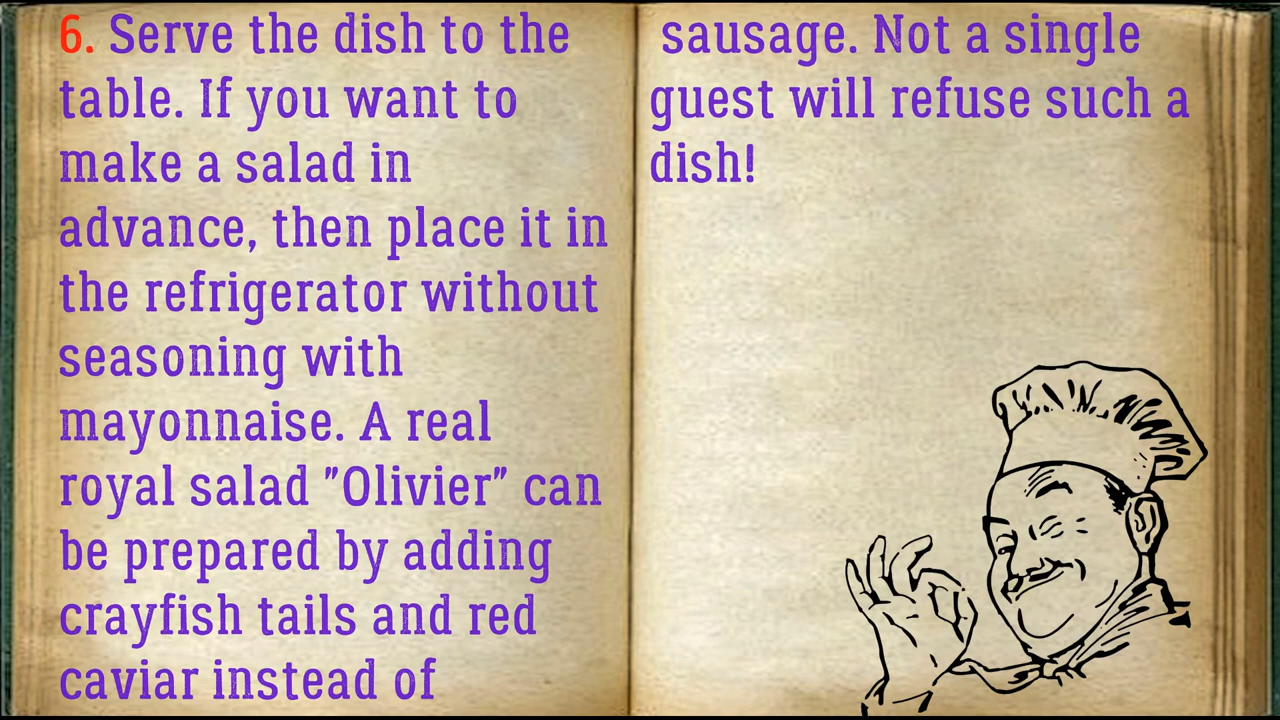 6. Serve the dish to the
table. If you want to
make a salad in
advance, then place it in
the refrigerator without
seasoning with
mayonnaise. A real
royal salad "Olivier" can
be prepared by adding
crayfish tails and red
caviar instead of
sausage. Not a single
guest will refuse such a
dish!